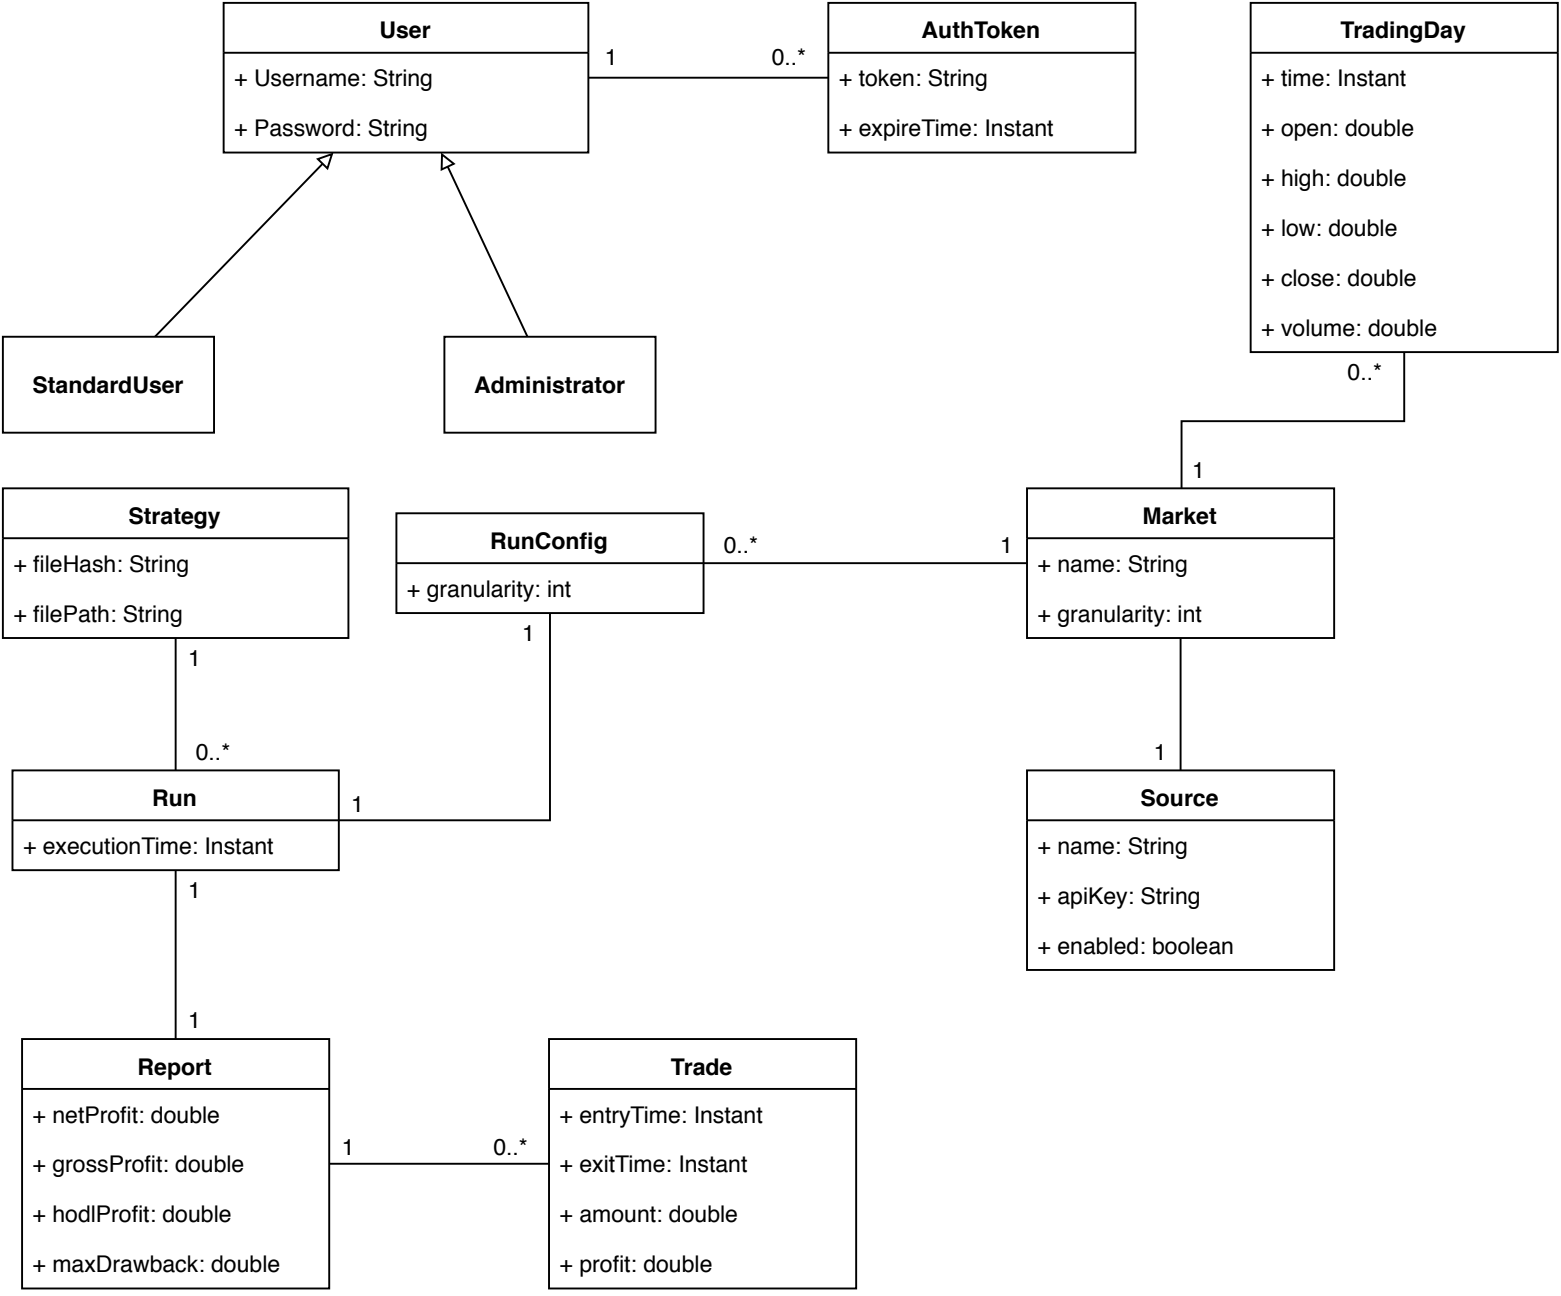 User
+ Username: String
+ Password: String
1
0..*
AuthToken
+ token: String
+ expireTime: Instant
TradingDay
+ time: Instant
+ open: double
+ high: double
+ low: double
+ close: double
+ volume: double
0..*
1
StandardUser
Administrator
Strategy
+ fileHash: String
+ filePath: String
1
0..*
RunConfig
+ granularity: int
1
0..*
1
Market
+ name: String
+ granularity: int
1
Run
+ executionTime: Instant
1
1
1
Source
+ name: String
+ apiKey: String
+ enabled: boolean
Report
+ netProfit: double
+ grossProfit: double
+ hodlProfit: double
+ maxDrawback: double
1
0..*
Trade
+ entryTime: Instant
+ exitTime: Instant
+ amount: double
+ profit: double